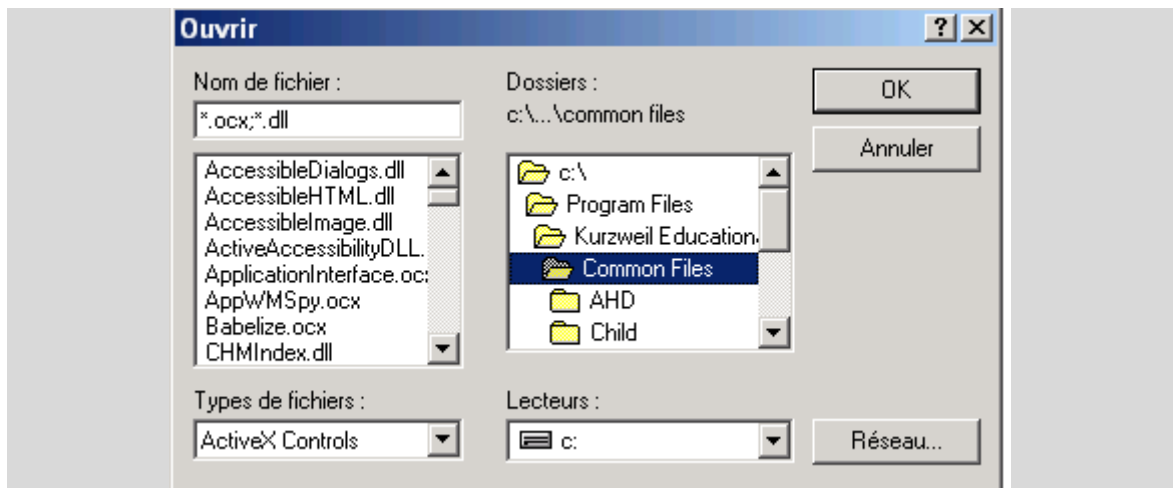 Ouvrir
Nom de fichier :
*.ocx;*.dll
AccessibleDialogs.dll
AccessibleHTML.dll
AccessibleImage.dll
ActiveAccessibilityDLL.
ApplicationInterface.oc
AppWMSpy.ocx
Babelize.ocx
CHMIndex.dll
Types de fichiers :
ActiveX Controls
Dossiers :
c:\...\common files
c:\
Program Files
Kurzweil Education
Common Files
AHD
Child
Lecteurs :
c:
OK
Annuler
Réseau...